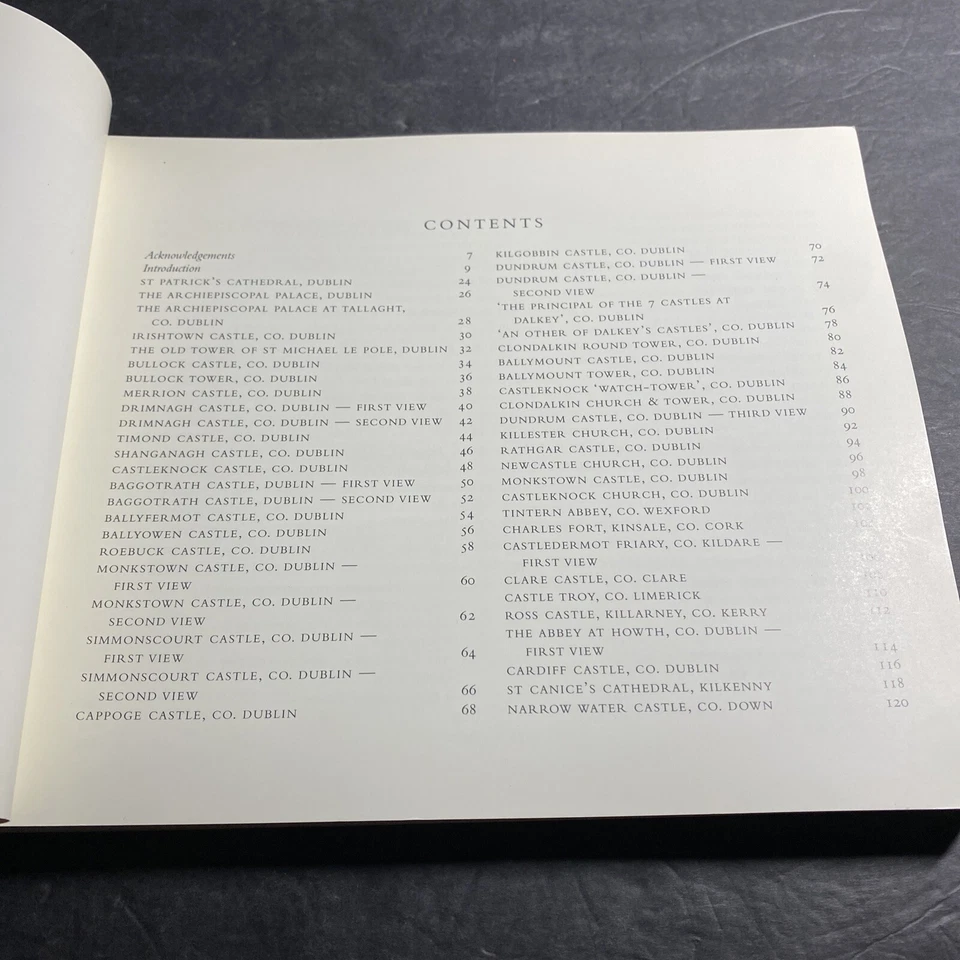 CONTENTS
Acknowledgements 7
Introduction 9
ST PATRICK'S CATHEDRAL, DUBLIN 24
THE ARCHIEPISCOPAL PALACE, DUBLIN 26
THE ARCHIEPISCOPAL PALACE AT TALLAGHT,
CO. DUBLIN 28
IRISHTOWN CASTLE, CO. DUBLIN 30
THE OLD TOWER OF ST MICHAEL LE POLE, DUBLIN 32
BULLOCK CASTLE, CO. DUBLIN 34
BULLOCK TOWER, CO. DUBLIN 36
MERRION CASTLE, CO. DUBLIN 38
DRIMNAGH CASTLE, CO. DUBLIN — FIRST VIEW 40
DRIMNAGH CASTLE, CO. DUBLIN — SECOND VIEW 42
TIMOND CASTLE, CO. DUBLIN 44
SHANGANAGH CASTLE, CO. DUBLIN 46
CASTLEKNOCK CASTLE, CO. DUBLIN 48
BAGGOTRATH CASTLE, DUBLIN — FIRST VIEW 50
BAGGOTRATH CASTLE, DUBLIN — SECOND VIEW 52
BALLYFERMOT CASTLE, CO. DUBLIN 54
BALLYOWEN CASTLE, CO. DUBLIN 56
ROEBUCK CASTLE, CO. DUBLIN 58
MONKSTOWN CASTLE, CO. DUBLIN —
FIRST VIEW 60
MONKSTOWN CASTLE, CO. DUBLIN —
SECOND VIEW 62
SIMMONSCOURT CASTLE, CO. DUBLIN —
FIRST VIEW 64
SIMMONSCOURT CASTLE, CO. DUBLIN —
SECOND VIEW 66
CAPPOGE CASTLE, CO. DUBLIN 68
KILGOBBIN CASTLE, CO. DUBLIN 70
DUNDRUM CASTLE, CO. DUBLIN — FIRST VIEW 72
DUNDRUM CASTLE, CO. DUBLIN —
SECOND VIEW 74
'THE PRINCIPAL OF THE 7 CASTLES AT
DALKEY', CO. DUBLIN 76
'AN OTHER OF DALKEY'S CASTLES', CO. DUBLIN 78
CLONDALKIN ROUND TOWER, CO. DUBLIN 80
BALLYMOUNT CASTLE, CO. DUBLIN 82
BALLYMOUNT TOWER, CO. DUBLIN 84
CASTLEKNOCK 'WATCH-TOWER', CO. DUBLIN 86
CLONDALKIN CHURCH & TOWER, CO. DUBLIN 88
DUNDRUM CASTLE, CO. DUBLIN — THIRD VIEW 90
KILLESTER CHURCH, CO. DUBLIN 92
RATHGAR CASTLE, CO. DUBLIN 94
NEWCASTLE CHURCH, CO. DUBLIN 96
MONKSTOWN CASTLE, CO. DUBLIN 98
CASTLEKNOCK CHURCH, CO. DUBLIN 100
TINTERN ABBEY, CO. WEXFORD
CHARLES FORT, KINSALE, CO. CORK
CASTLEDERMOT FRIARY, CO. KILDARE —
FIRST VIEW
CLARE CASTLE, CO. CLARE
CASTLE TROY, CO. LIMERICK 110
ROSS CASTLE, KILLARNEY, CO. KERRY 112
THE ABBEY AT HOWTH, CO. DUBLIN —
FIRST VIEW 114
CARDIFF CASTLE, CO. DUBLIN 116
ST CANICE'S CATHEDRAL, KILKENNY 118
NARROW WATER CASTLE, CO. DOWN 120